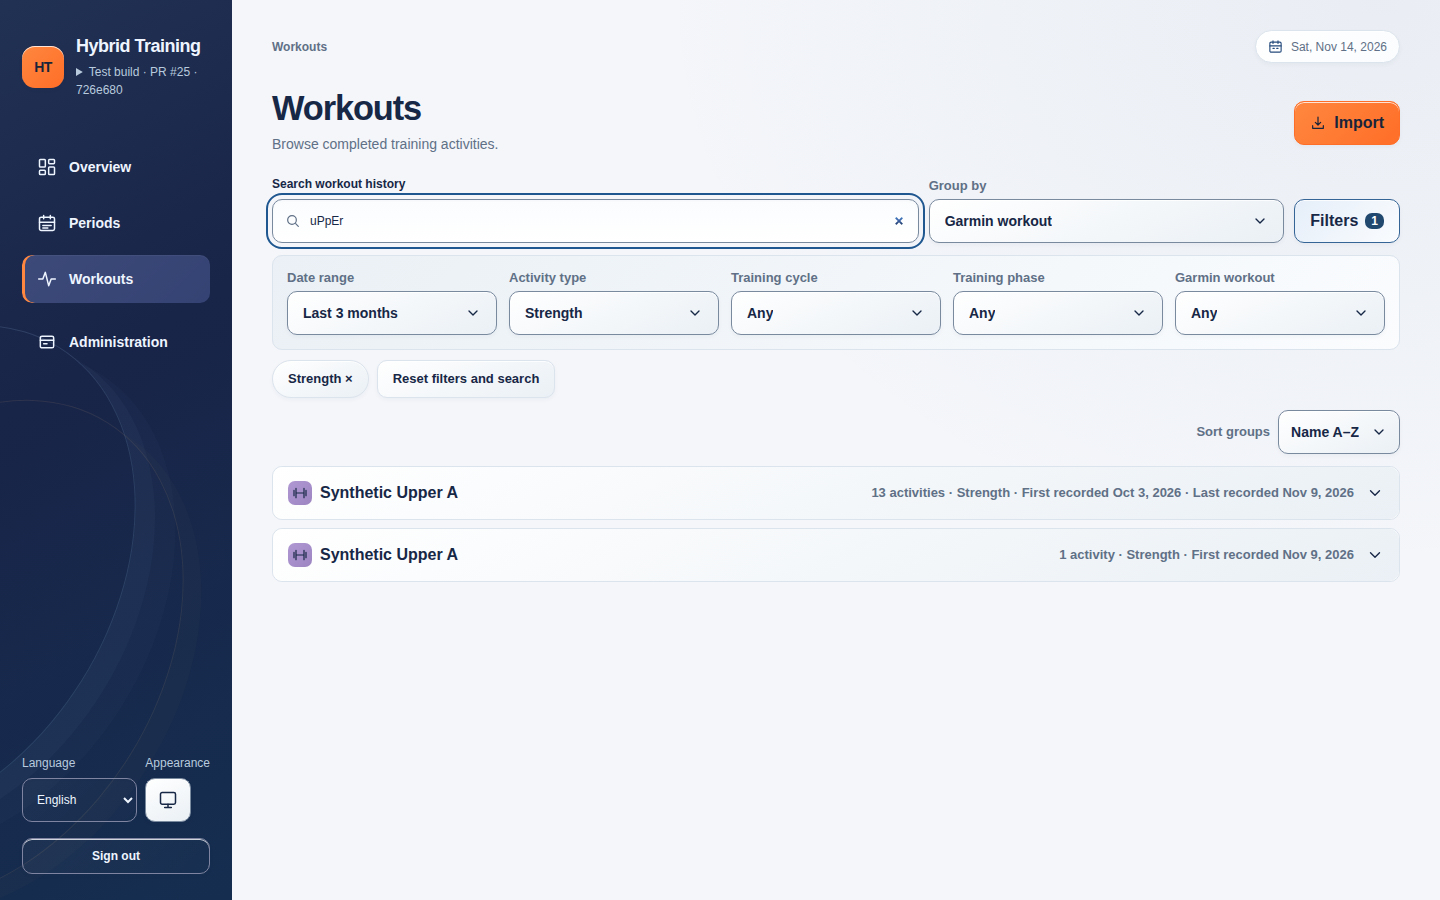 HT
Hybrid Training
Test build · PR #25 ·
726e680
Overview
Periods
Workouts
Administration
Language
Appearance
English
Sign out
Workouts
Sat, Nov 14, 2026
Workouts
Browse completed training activities.
Import
Search workout history
Group by
uPpEr ×
Garmin workout
Filters 1
Date range
Activity type
Training cycle
Training phase
Garmin workout
Last 3 months
Strength
Any
Any
Any
Strength ×
Reset filters and search
Sort groups
Name A–Z
Synthetic Upper A
13 activities · Strength · First recorded Oct 3, 2026 · Last recorded Nov 9, 2026
Synthetic Upper A
1 activity · Strength · First recorded Nov 9, 2026